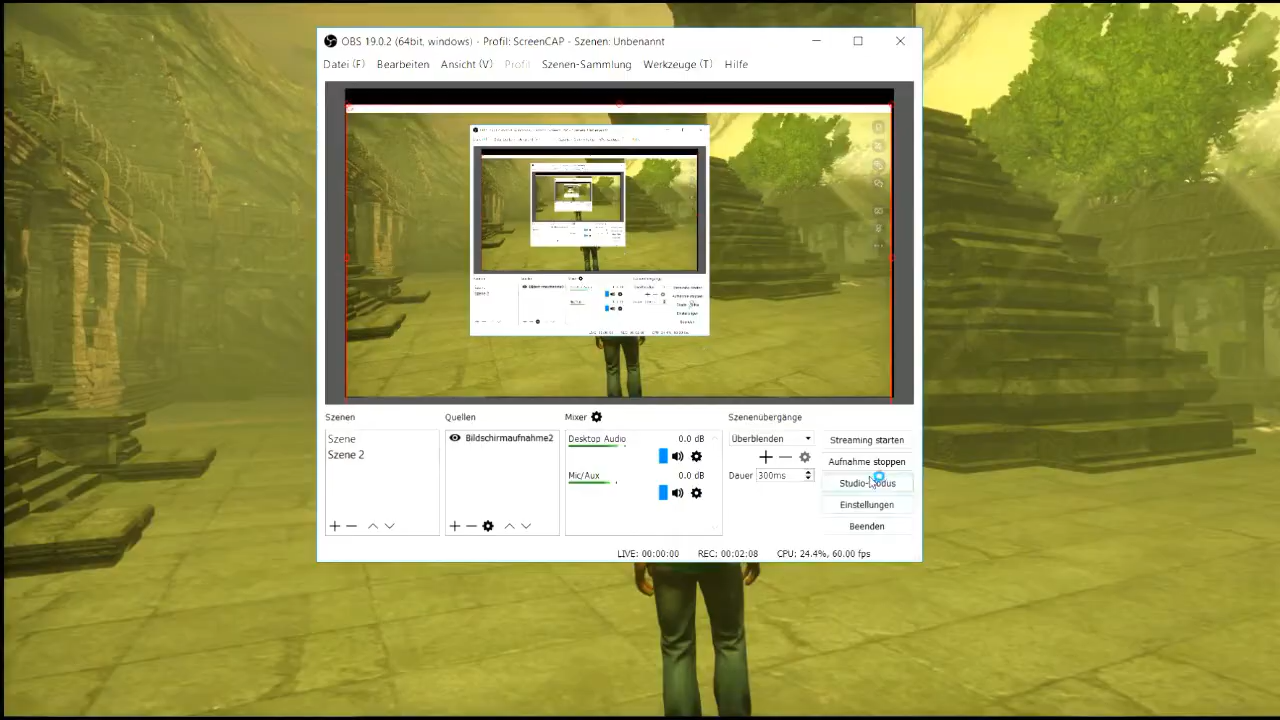 OBS 19.0.2 (64bit, windows) - Profil: ScreenCAP - Szenen: Unbenannt
Datei (F) Bearbeiten Ansicht (V) Profil Szenen-Sammlung Werkzeuge (T) Hilfe
Szenen Quellen Mixer Szenenübergänge
Szene
Szene 2
Bildschirmaufnahme2
Desktop Audio 0.0 dB
Mic/Aux 0.0 dB
Überblenden
Dauer 300ms
Streaming starten
Aufnahme stoppen
Einstellungen
Beenden
LIVE: 00:00:00 REC: 00:02:08 CPU: 24.4%, 60.00 fps